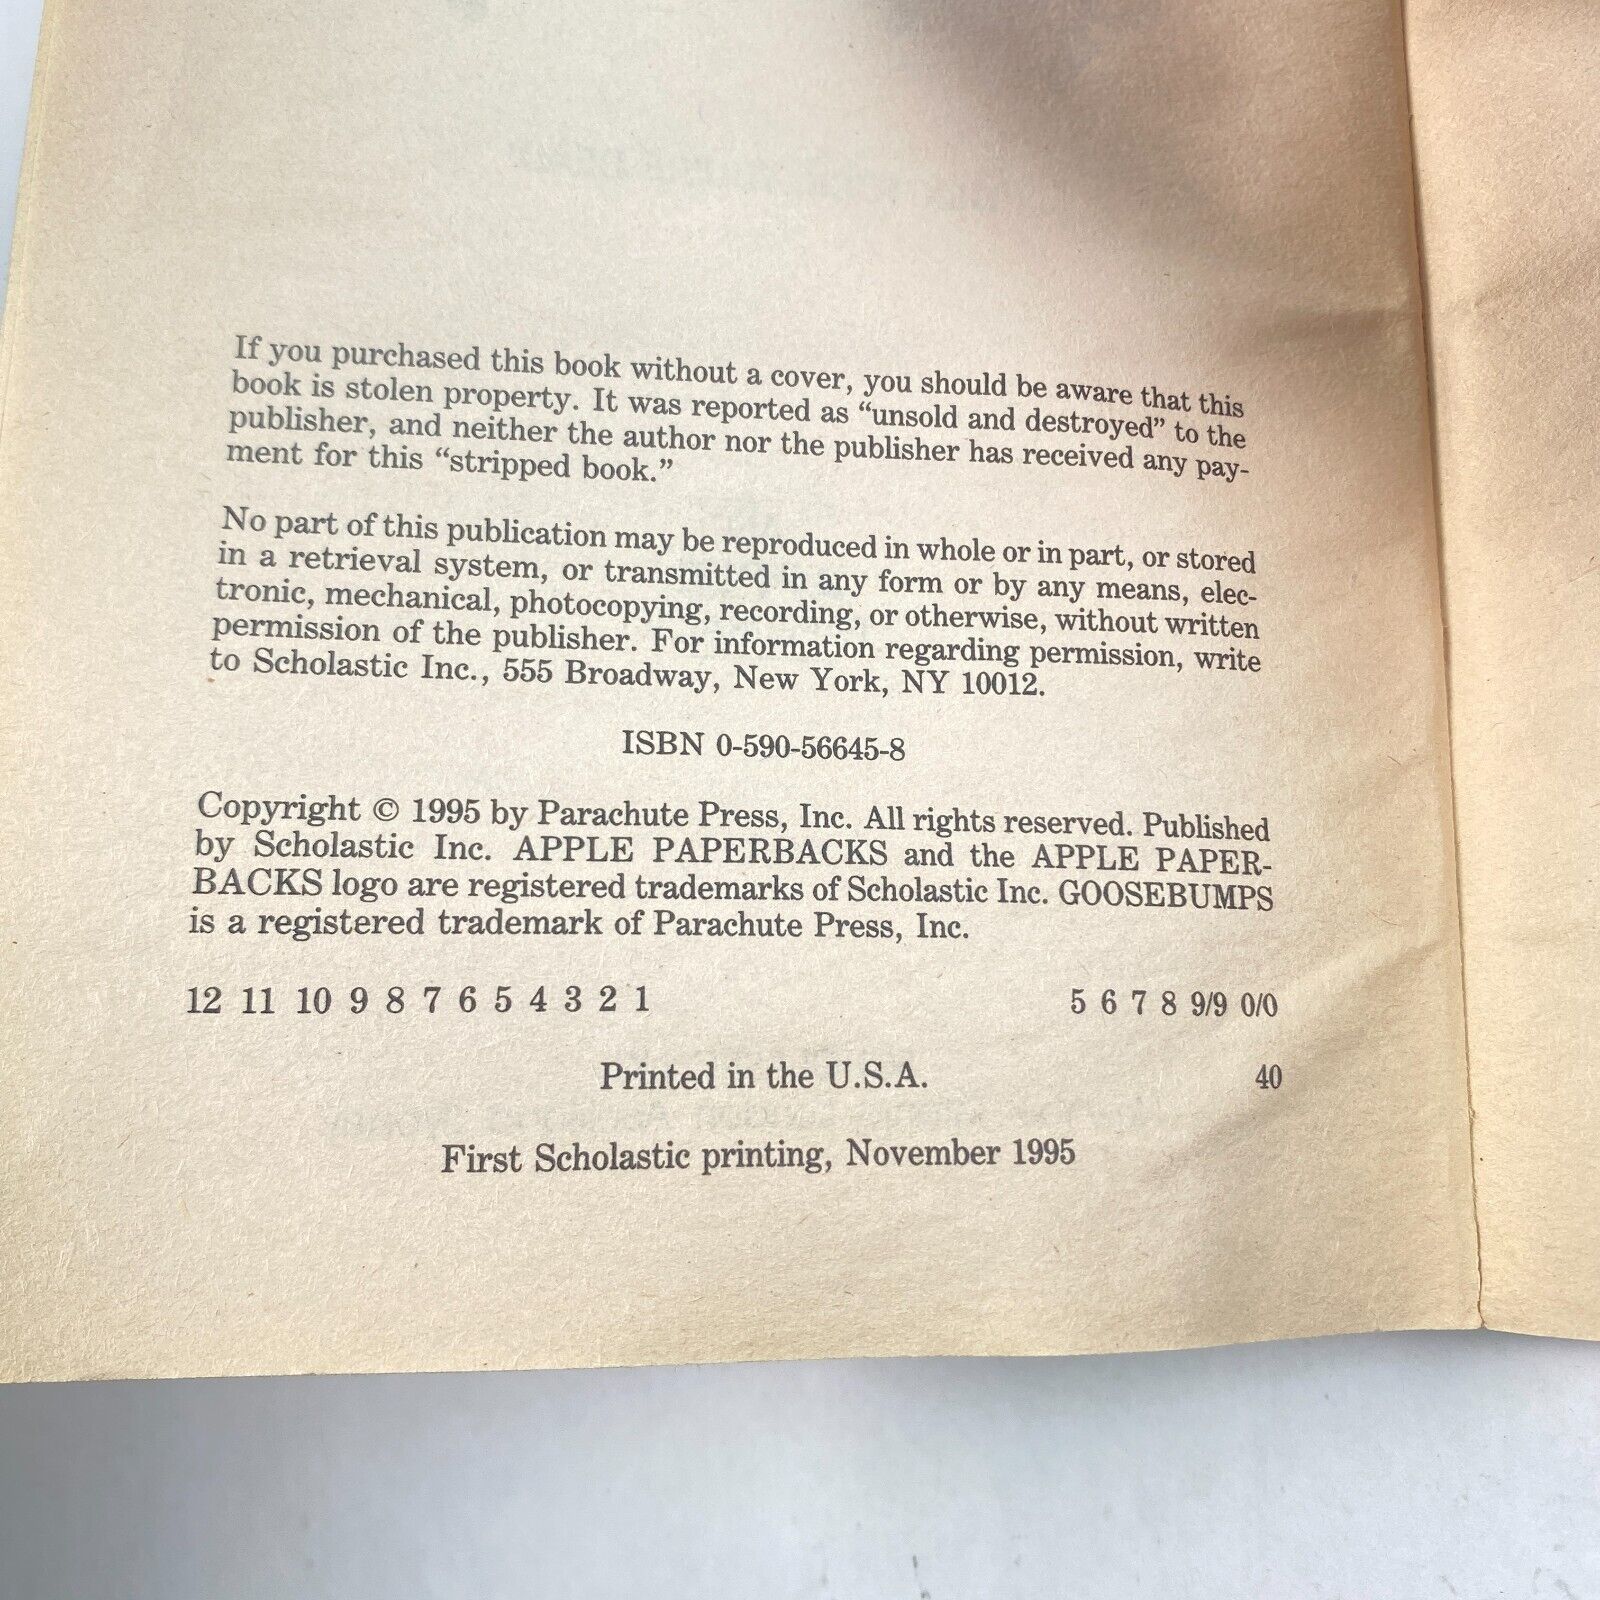 If you purchased this book without a cover, you should be aware that this
book is stolen property. It was reported as “unsold and destroyed” to the
publisher, and neither the author nor the publisher has received any pay-
ment for this “stripped book.”
No part of this publication may be reproduced in whole or in part, or stored
in a retrieval system, or transmitted in any form or by any means, elec-
tronic, mechanical, photocopying, recording, or otherwise, without written
permission of the publisher. For information regarding permission, write
to Scholastic Inc., 555 Broadway, New York, NY 10012.
ISBN 0-590-56645-8
Copyright © 1995 by Parachute Press, Inc. All rights reserved. Published
by Scholastic Inc. APPLE PAPERBACKS and the APPLE PAPER-
BACKS logo are registered trademarks of Scholastic Inc. GOOSEBUMPS
is a registered trademark of Parachute Press, Inc.
12 11 10 9 8 7 6 5 4 3 2 1 5 6 7 8 9/9 0/0
Printed in the U.S.A. 40
First Scholastic printing, November 1995